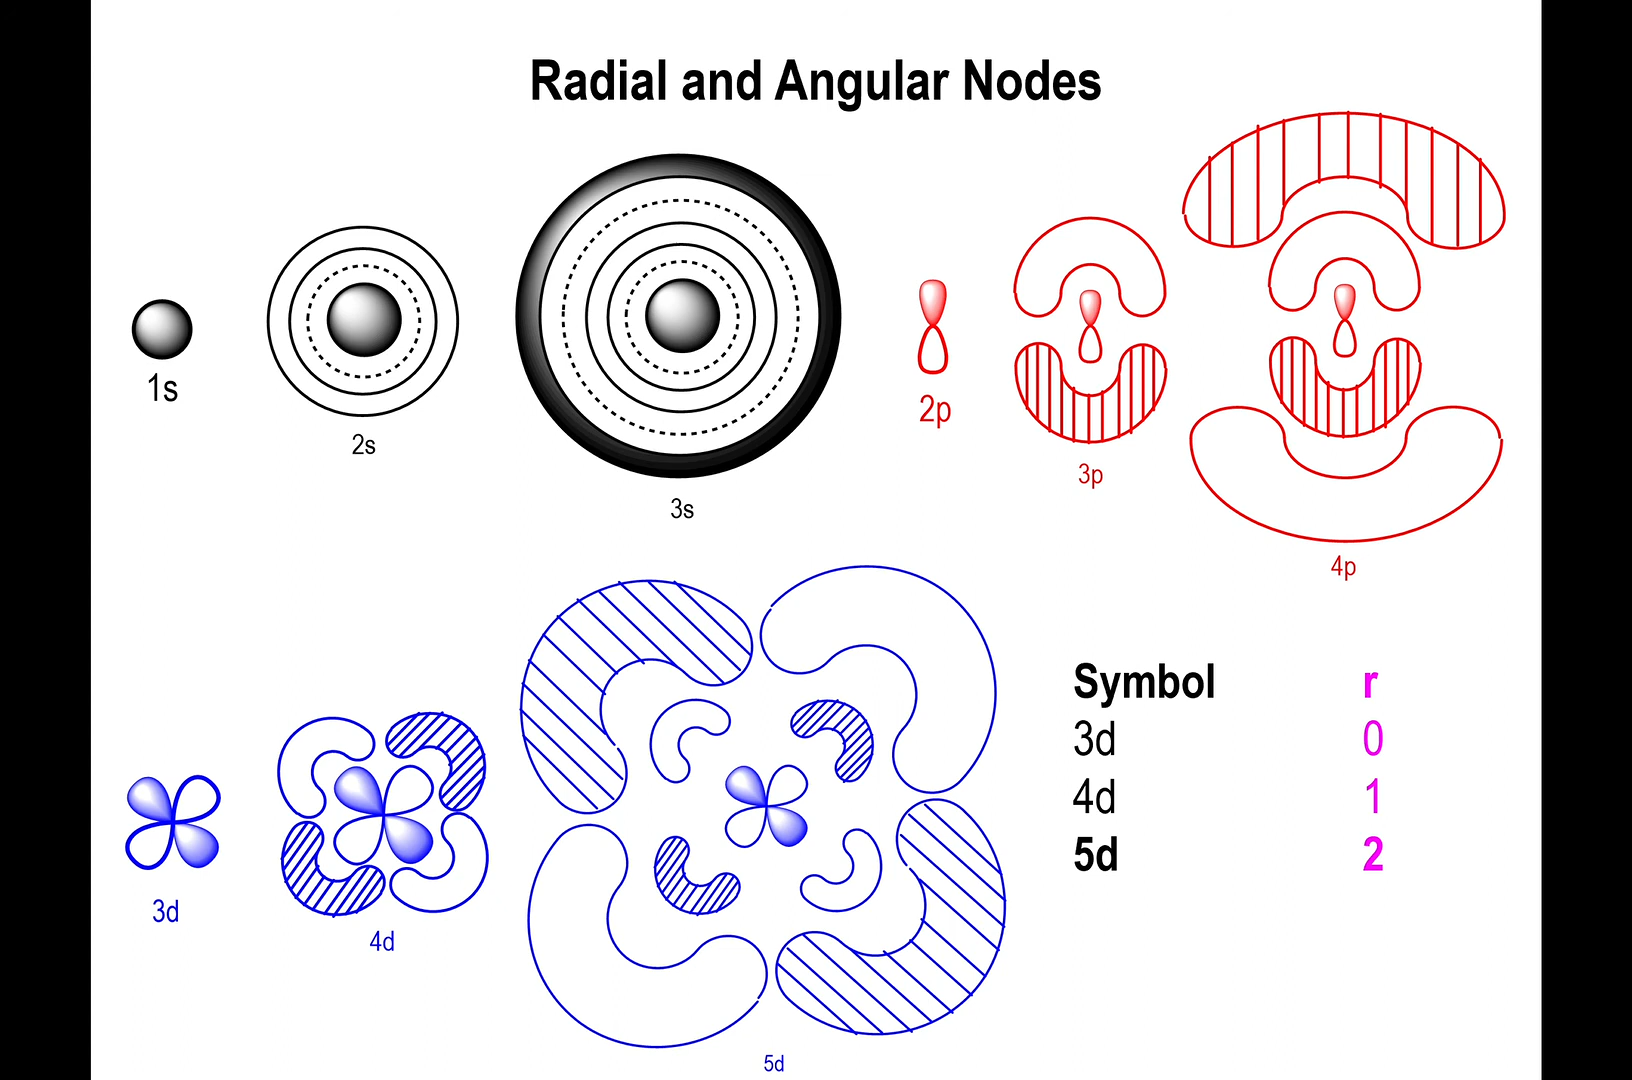 Radial and Angular Nodes
1s
2s
3s
2p
3p
4p
3d
4d
5d
Symbol r
3d 0
4d 1
5d 2